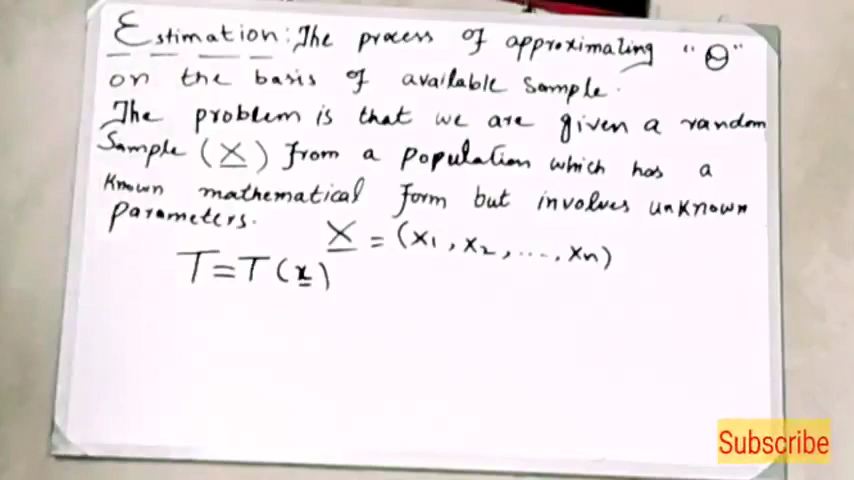 Estimation: The process of approximating "Θ"
on the basis of available sample.
The problem is that we are given a random
Sample (X) from a population which has a
known mathematical form but involves unknown
parameters.
X = (x1, x2, ...., xn)
T = T(x)
Subscribe